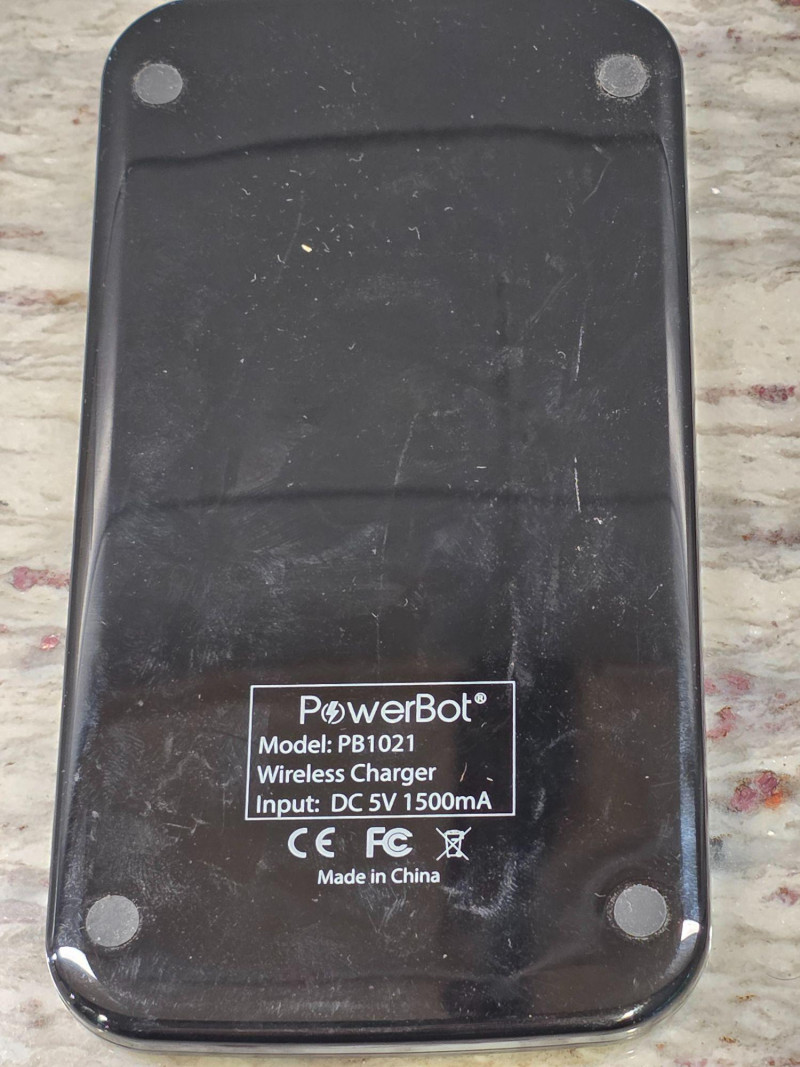 PowerBot®
Model: PB1021
Wireless Charger
Input: DC 5V 1500mA
CE FC
Made in China